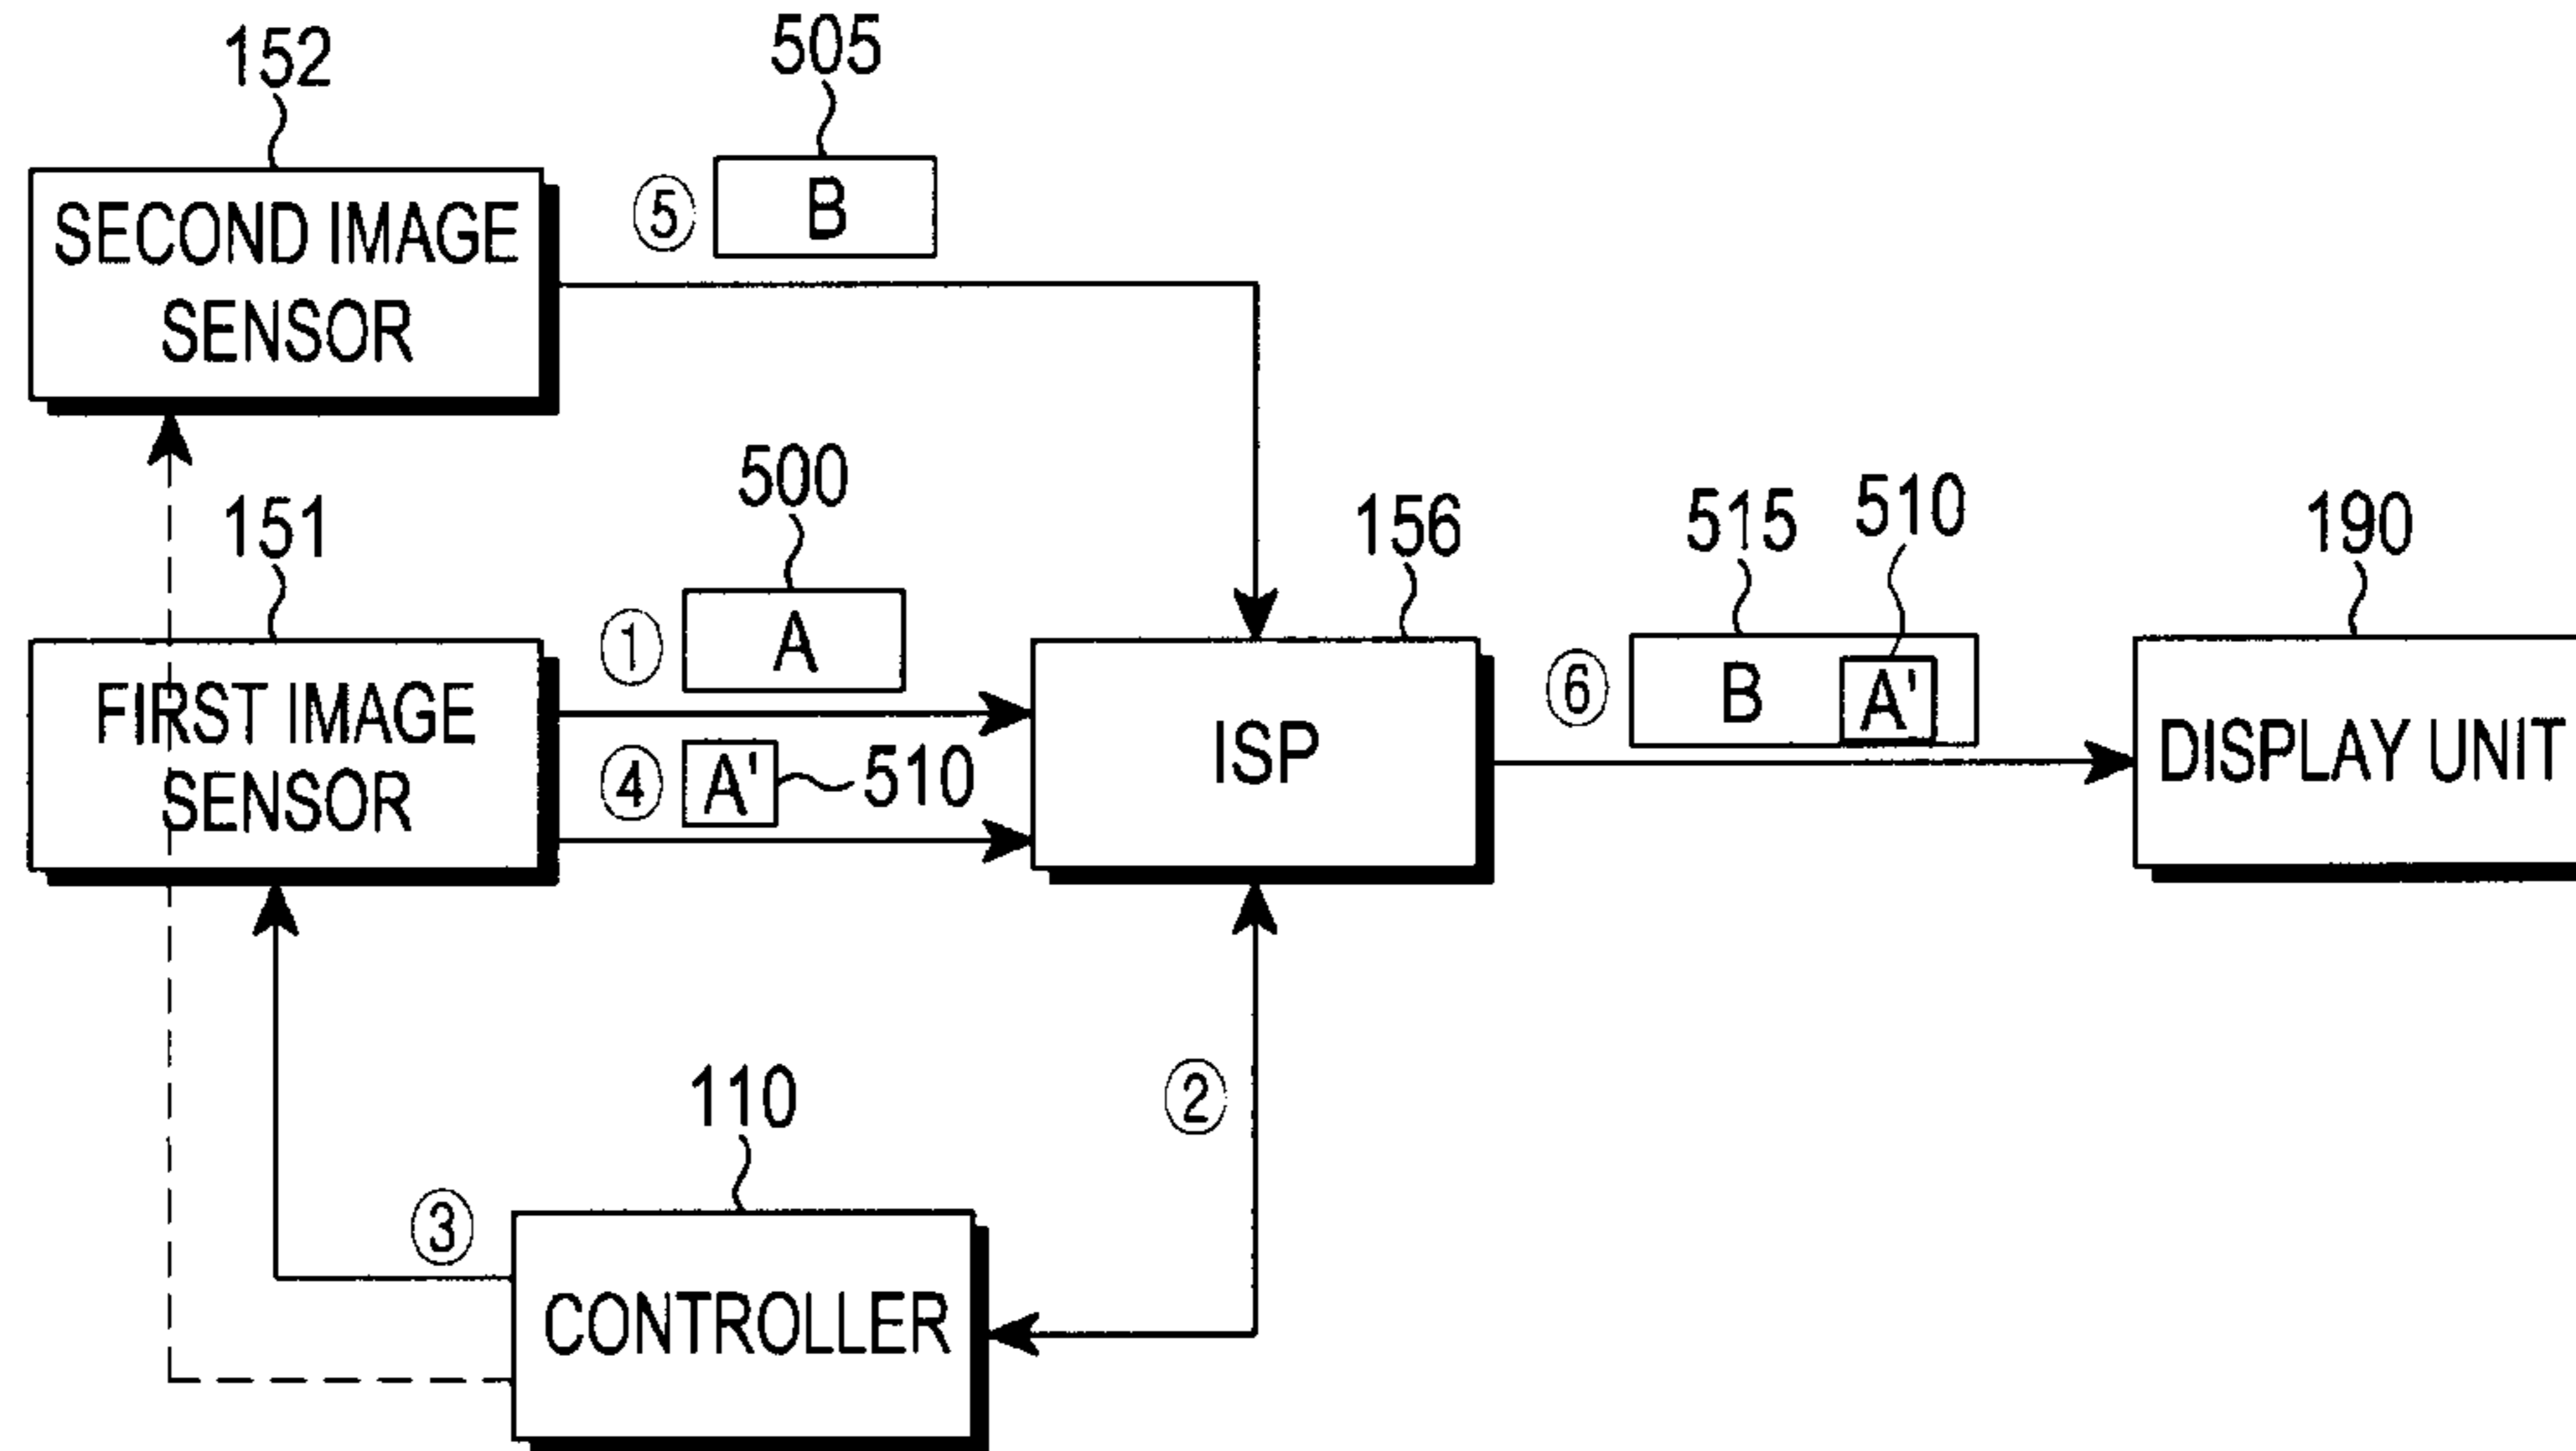 152
505
SECOND IMAGE
SENSOR
⑤
B
151
500
①
A
FIRST IMAGE
SENSOR
④
A'
510
156
ISP
515
510
⑥
B
A'
190
DISPLAY UNIT
②
③
110
CONTROLLER